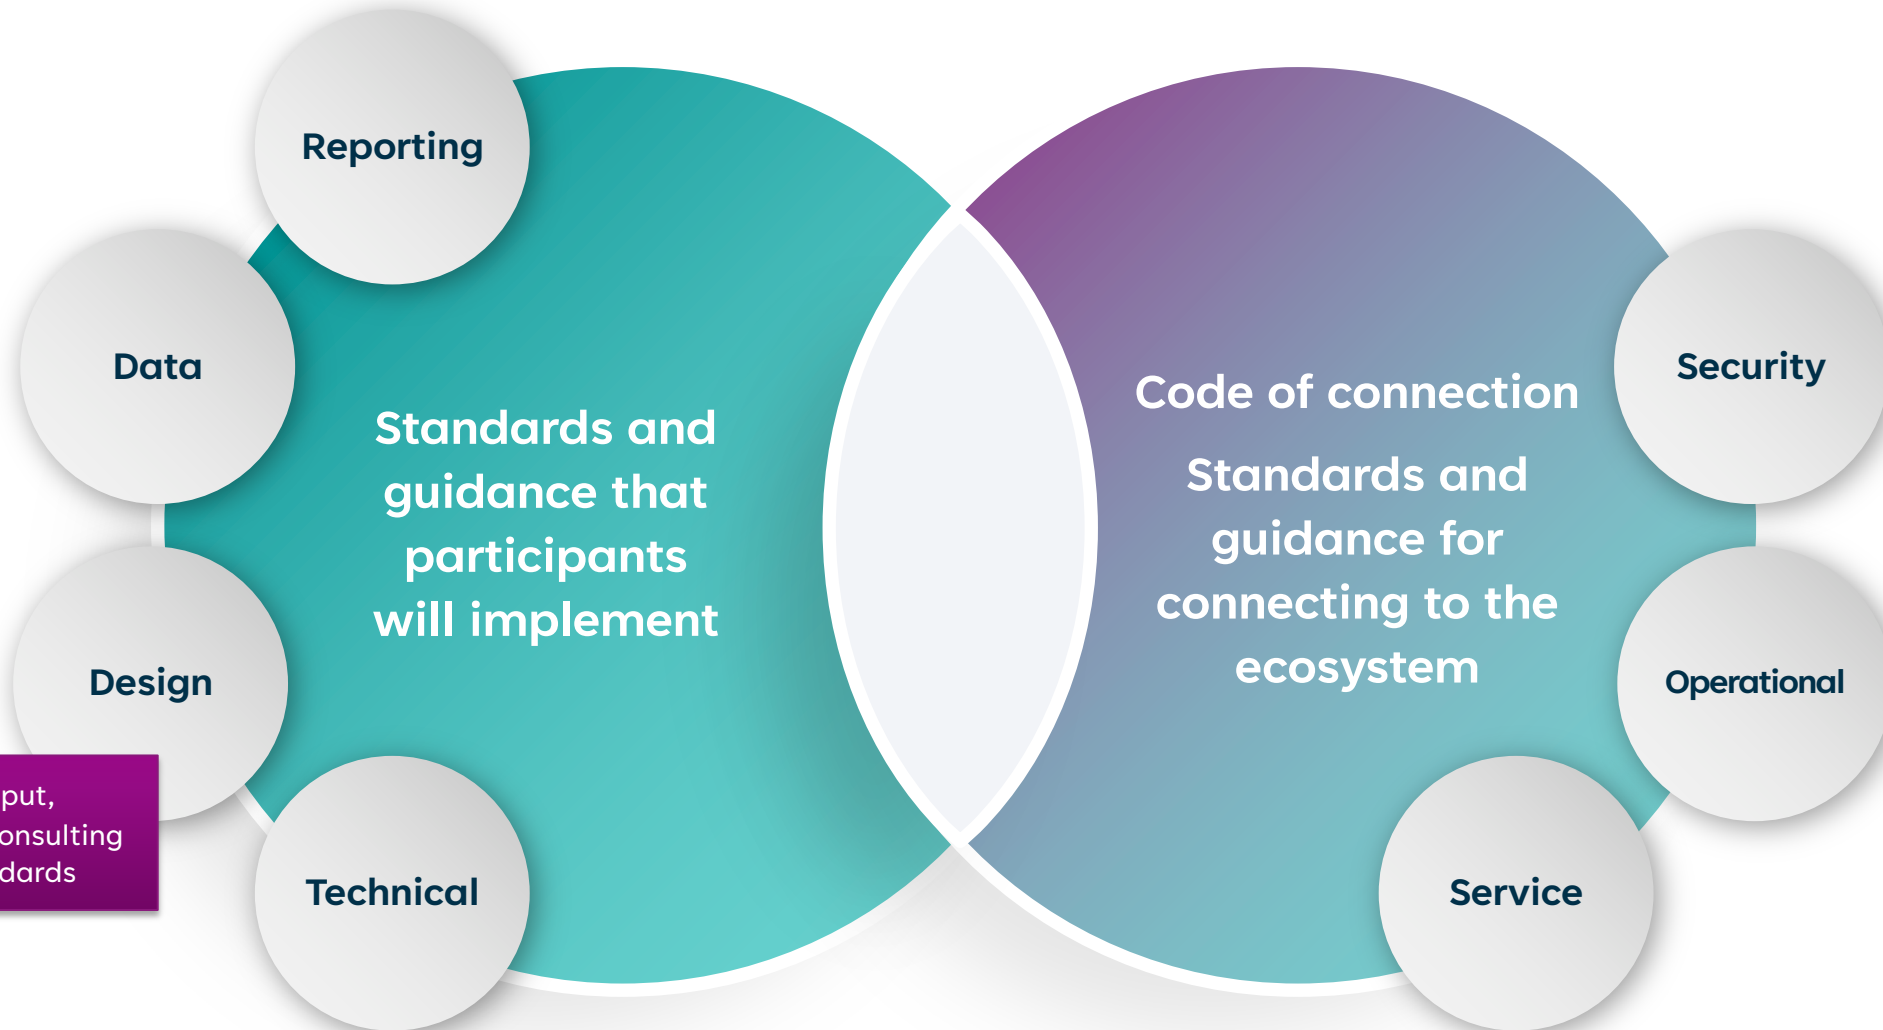 Reporting
Data
Design
Technical
Standards and
guidance that
participants
will implement
Code of connection
Standards and
guidance for
connecting to the
ecosystem
Security
Operational
Service
put,
onsulting
dards